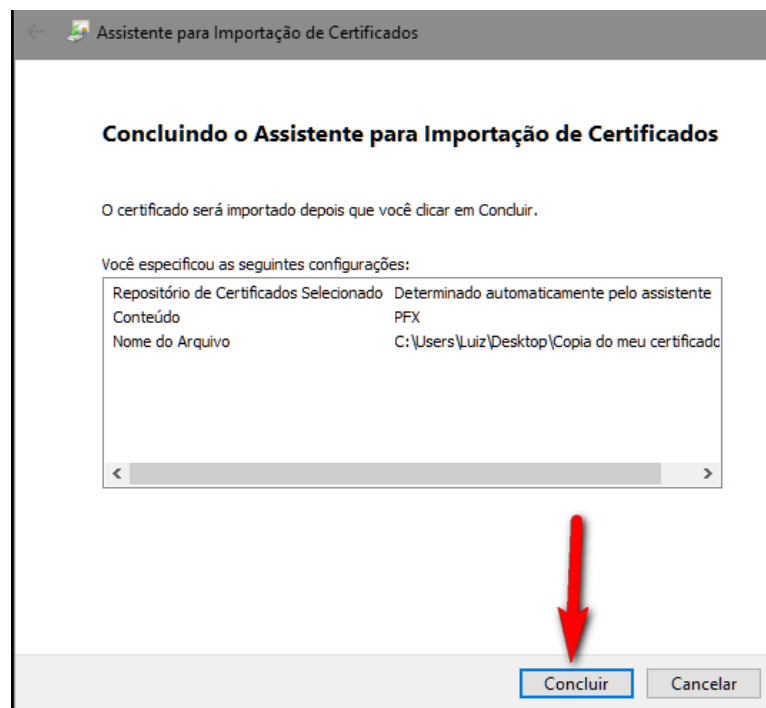 Assistente para Importação de Certificados
Concluindo o Assistente para Importação de Certificados
O certificado será importado depois que você clicar em Concluir.
Você especificou as seguintes configurações:
Repositório de Certificados Selecionado Determinado automaticamente pelo assistente
Conteúdo PFX
Nome do Arquivo C:\Users\Luiz\Desktop\Copia do meu certificado
Concluir Cancelar